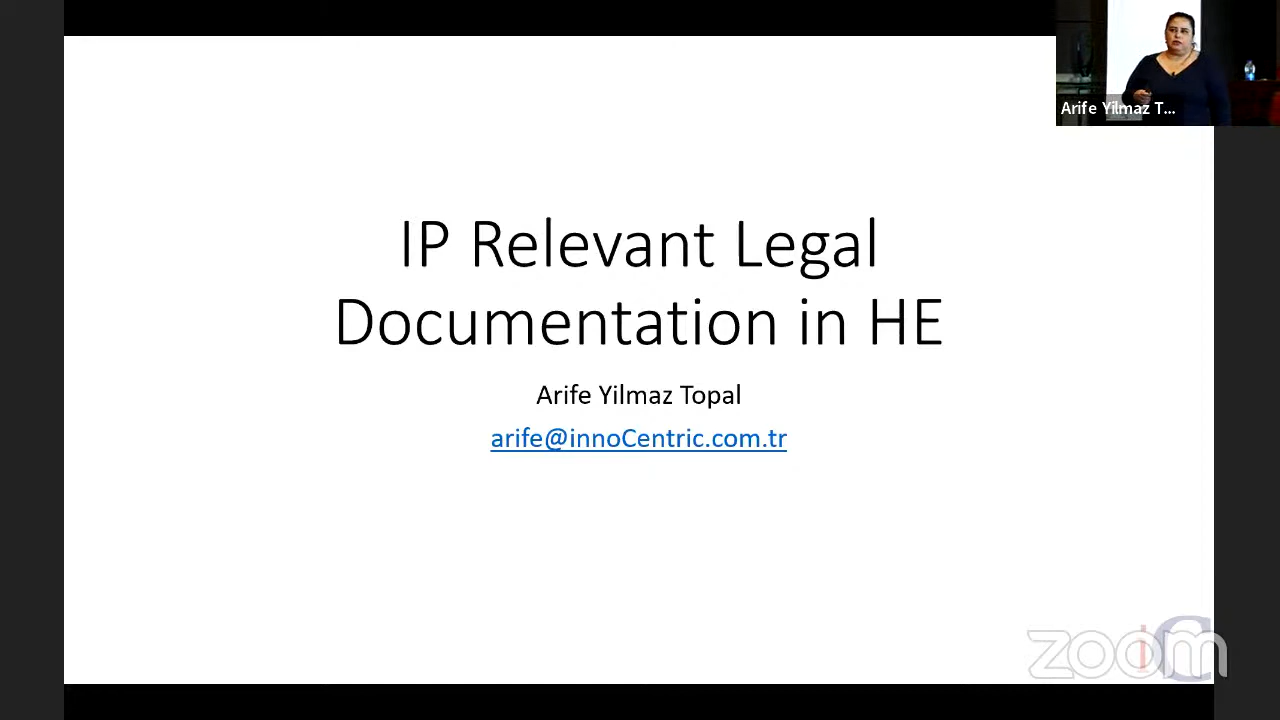 Arife Yilmaz T...
IP Relevant Legal
Documentation in HE
Arife Yilmaz Topal
arife@innoCentric.com.tr
zoom